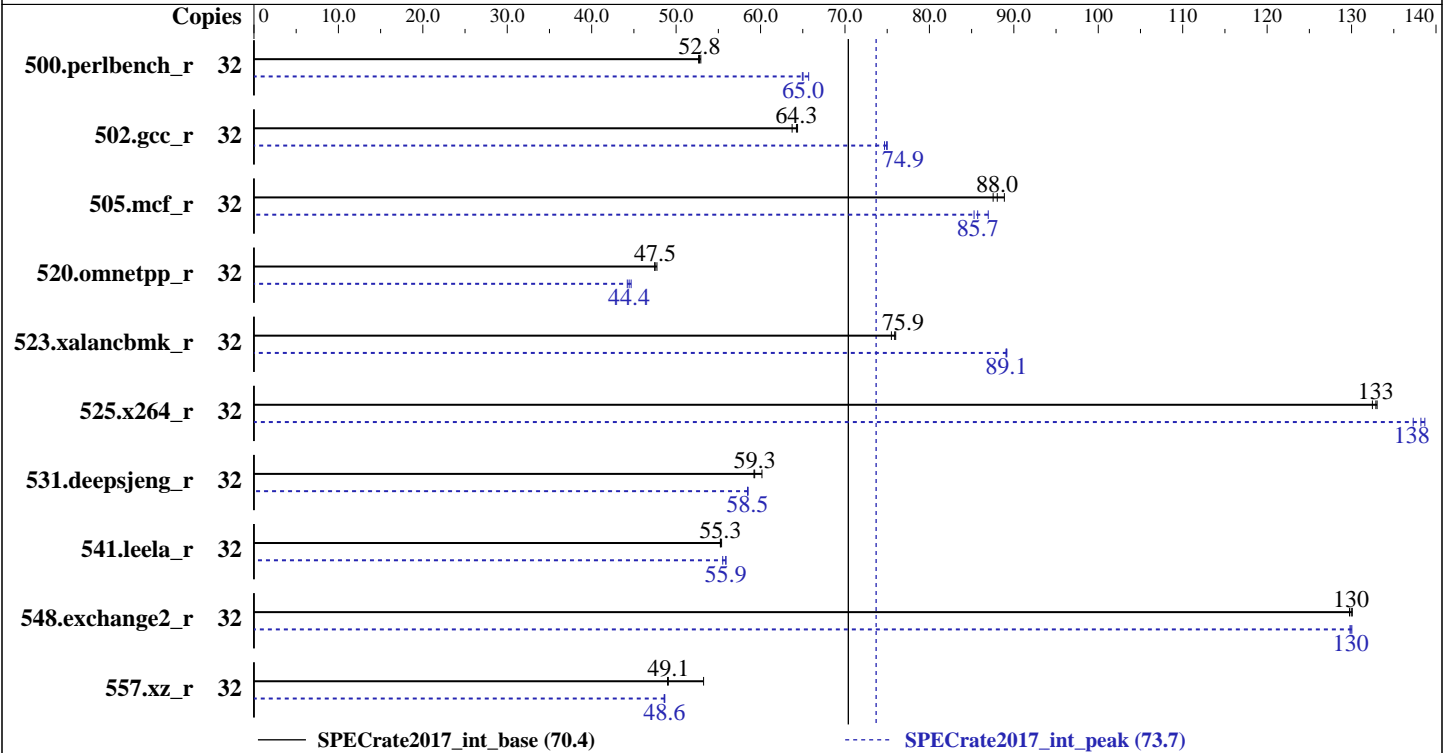 Copies 0 10.0 20.0 30.0 40.0 50.0 60.0 70.0 80.0 90.0 100 110 120 130 140
52.8
500.perlbench_r 32
65.0
64.3
502.gcc_r 32
74.9
88.0
505.mcf_r 32
85.7
47.5
520.omnetpp_r 32
44.4
75.9
523.xalancbmk_r 32
89.1
133
525.x264_r 32
138
59.3
531.deepsjeng_r 32
58.5
55.3
541.leela_r 32
55.9
130
548.exchange2_r 32
130
49.1
557.xz_r 32
48.6
SPECrate2017_int_base (70.4) SPECrate2017_int_peak (73.7)